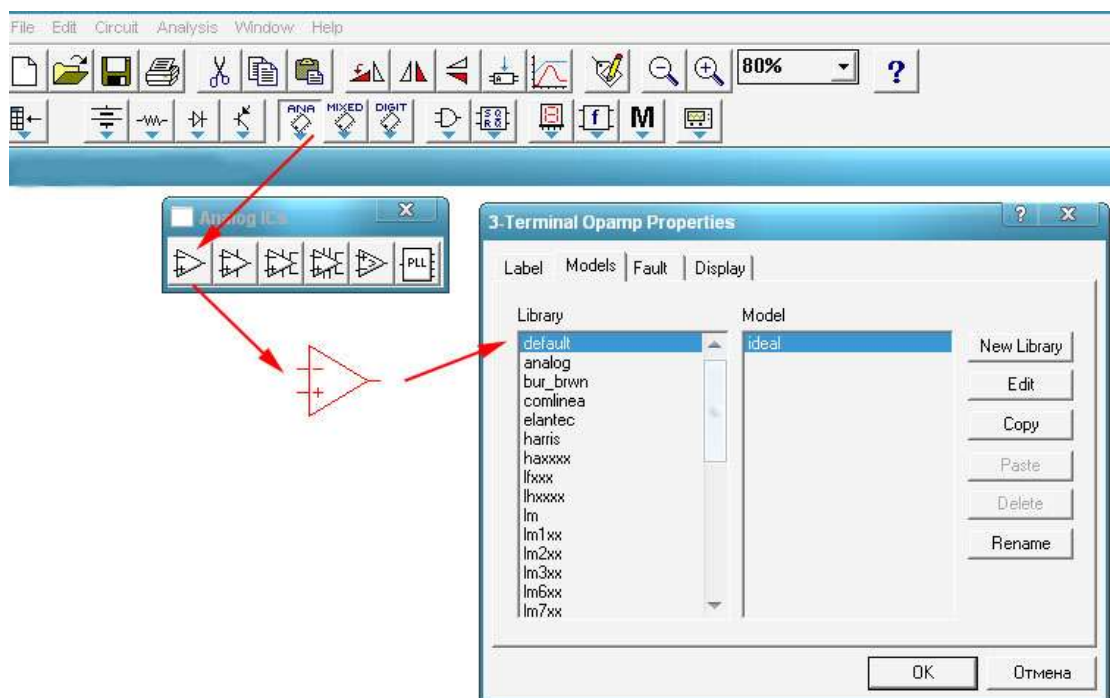 File Edit Circuit Analysis Window Help
80% ?
ANA MIXED DIGIT
f M
Analog ICs
PLL
3-Terminal Opamp Properties
Label Models Fault Display
Library Model
default ideal
analog
bur_brwn
comlinea
elantec
harris
haxxxx
lfxxx
lhxxxx
lm
lm1xx
lm2xx
lm3xx
lm6xx
lm7xx
New Library
Edit
Copy
Paste
Delete
Rename
OK Отмена